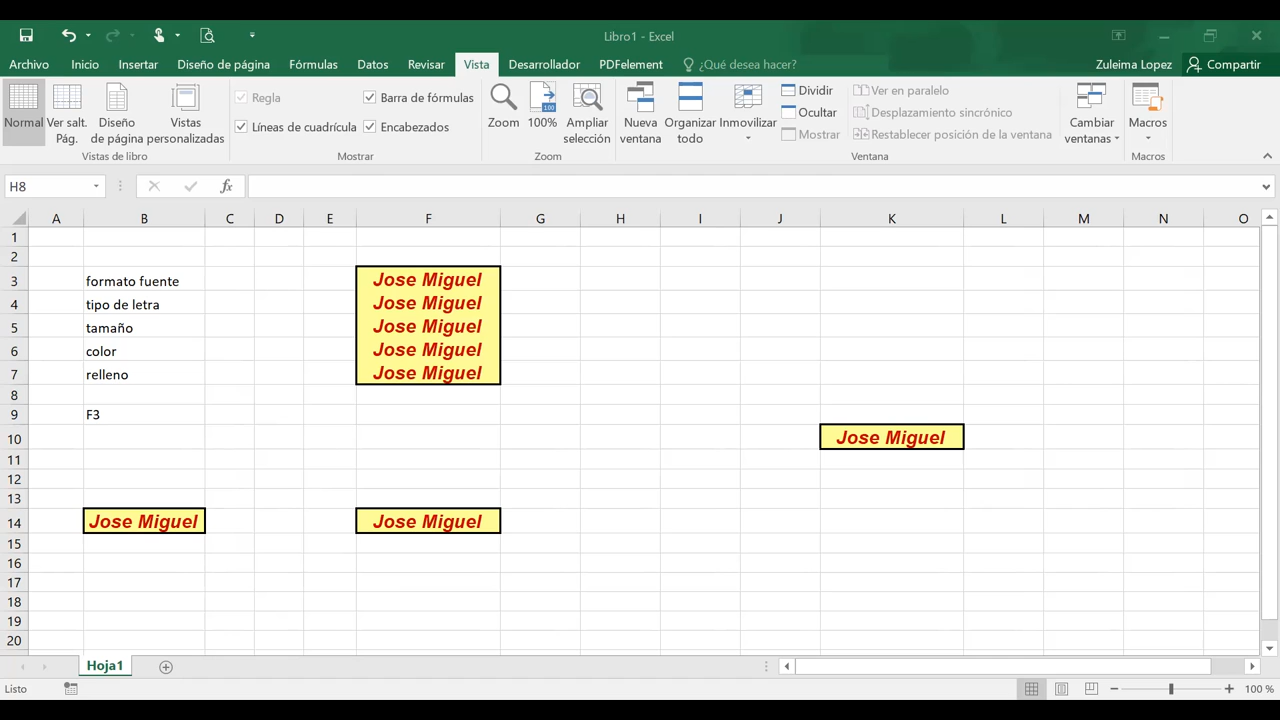 Libro1 - Excel
Archivo Inicio Insertar Diseño de página Fórmulas Datos Revisar Vista Desarrollador PDFelement ¿Qué desea hacer? Zuleima Lopez Compartir
Normal
Ver salt. Pág.
Diseño de página
Vistas personalizadas
Vistas de libro
Regla
Barra de fórmulas
Líneas de cuadrícula
Encabezados
Mostrar
Zoom
100%
Ampliar selección
Zoom
Nueva ventana
Organizar todo
Inmovilizar
Dividir
Ocultar
Mostrar
Ver en paralelo
Desplazamiento sincrónico
Restablecer posición de la ventana
Ventana
Cambiar ventanas
Macros
Macros
H8
fx
A B C D E F G H I J K L M N O
1
2
3 formato fuente Jose Miguel
4 tipo de letra Jose Miguel
5 tamaño Jose Miguel
6 color Jose Miguel
7 relleno Jose Miguel
8
9 F3
10 Jose Miguel
11
12
13
14 Jose Miguel Jose Miguel
15
16
17
18
19
20
Hoja1
Listo
100 %